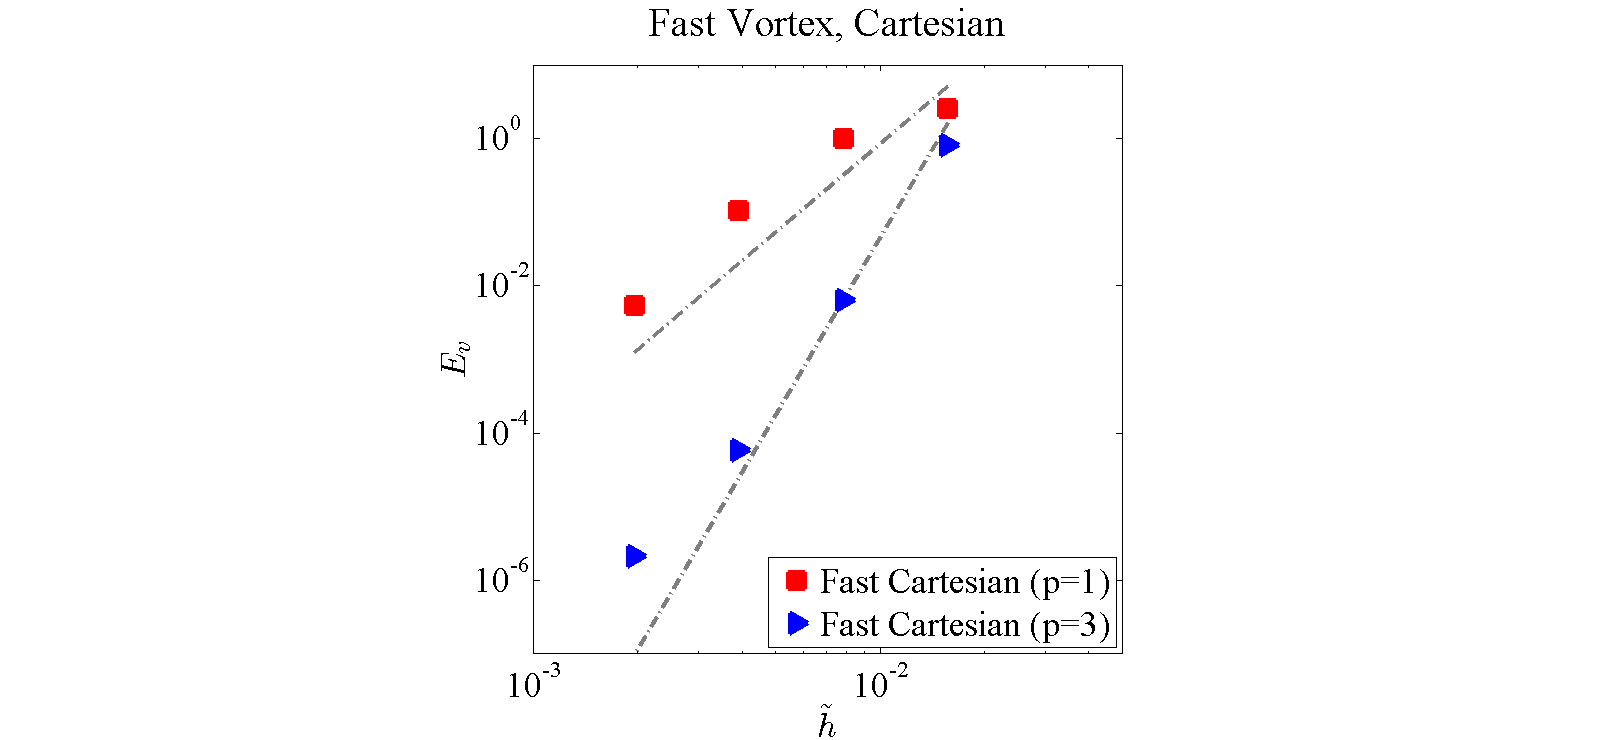 Fast Vortex, Cartesian
10^0
10^-2
10^-4
10^-6
E_v
10^-3
10^-2
h̃
Fast Cartesian (p=1)
Fast Cartesian (p=3)